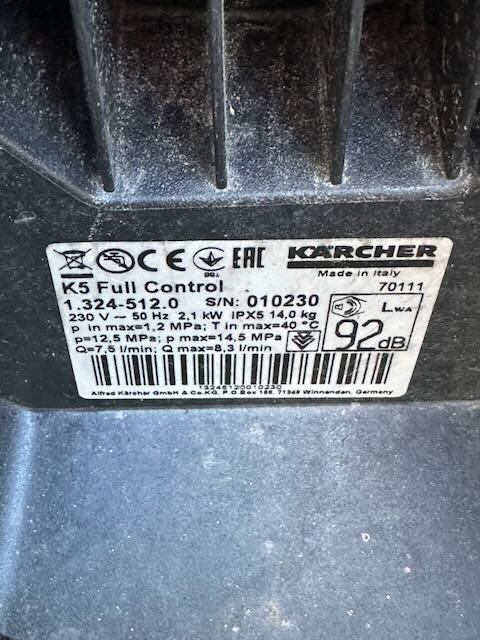 CE EAC KÄRCHER
Made in Italy
K5 Full Control 70111
1.324-512.0 S/N: 010230
230 V ~ 50 Hz 2,1 kW IPX5 14,0 kg
p in max=1,2 MPa; T in max=40 °C
p=12,5 MPa; p max=14,5 MPa
Q=7,5 l/min; Q max=8,3 l/min
LWA
92dB
13245120010230
Alfred Kärcher GmbH & Co.KG, P.O.Box 160, 71349 Winnenden, Germany